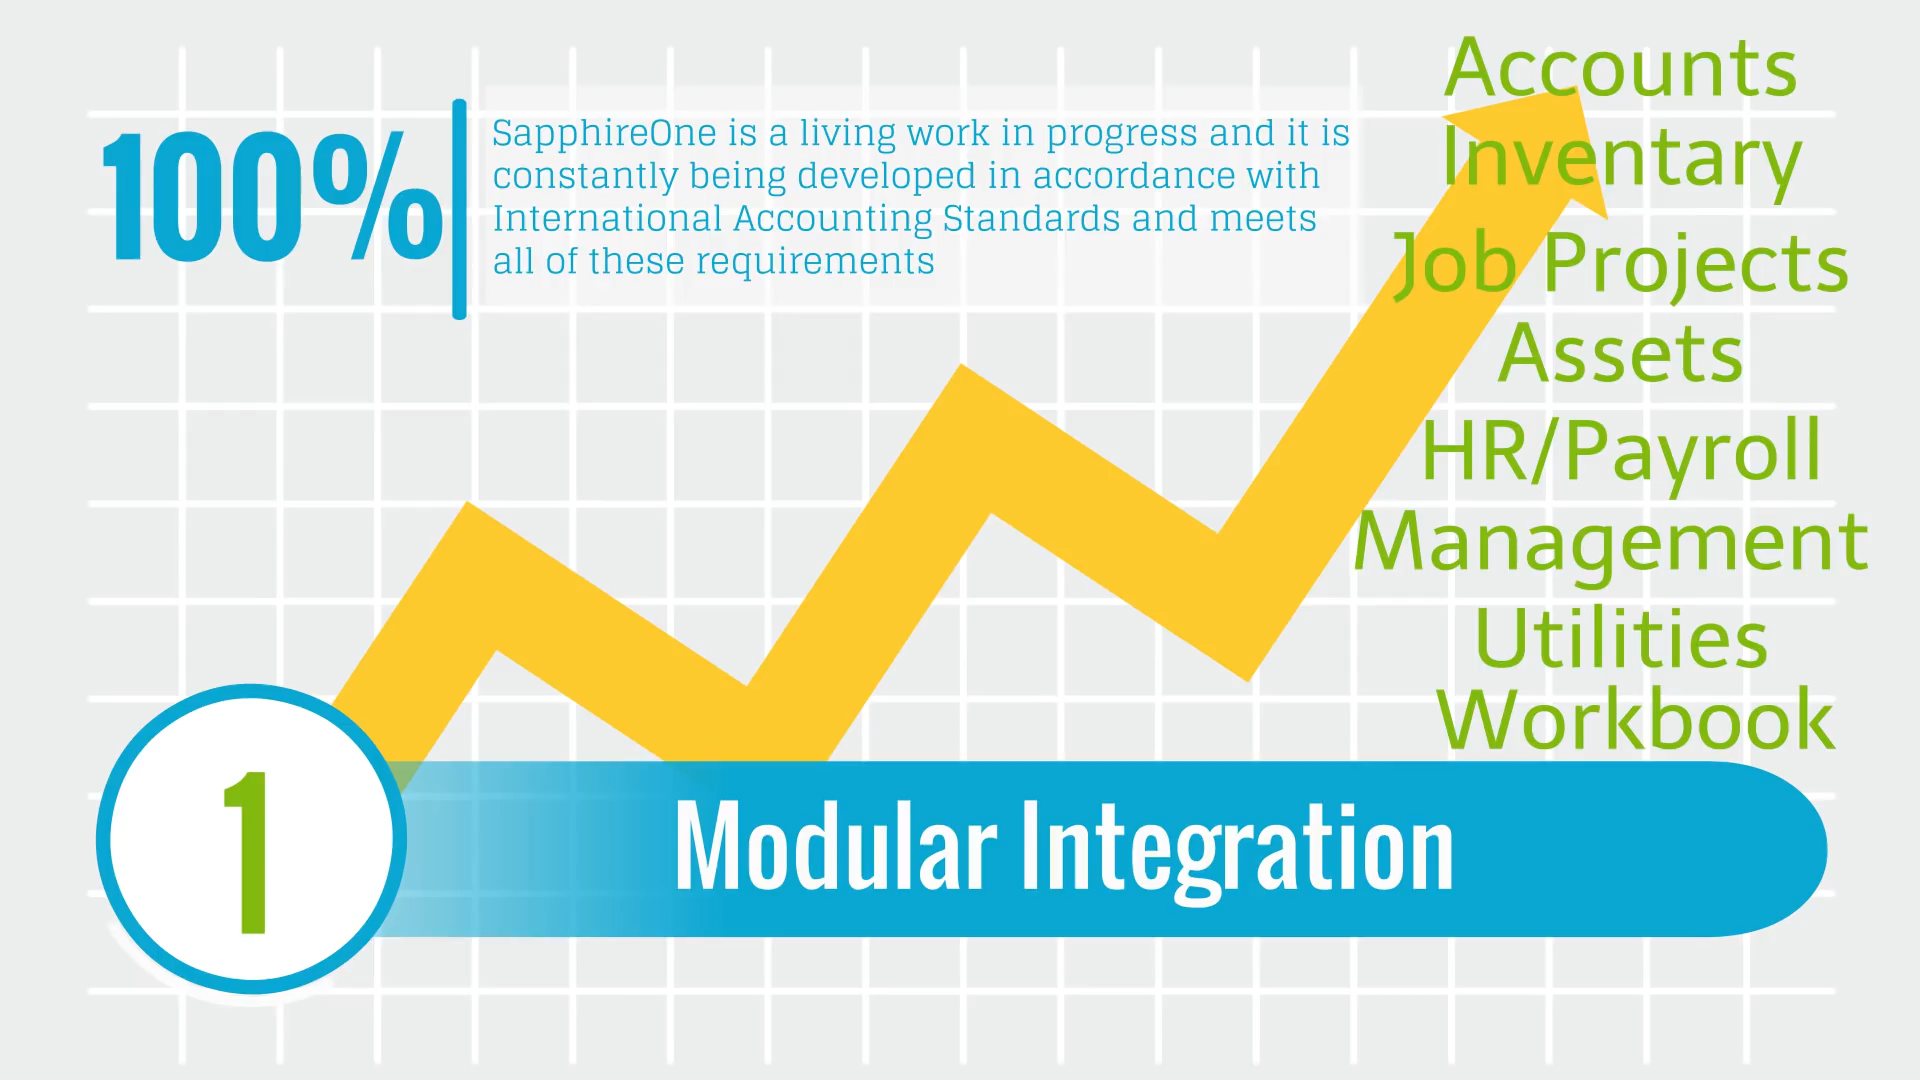 100%
SapphireOne is a living work in progress and it is
constantly being developed in accordance with
International Accounting Standards and meets
all of these requirements
Accounts
Inventary
Job Projects
Assets
HR/Payroll
Management
Utilities
Workbook
1
Modular Integration